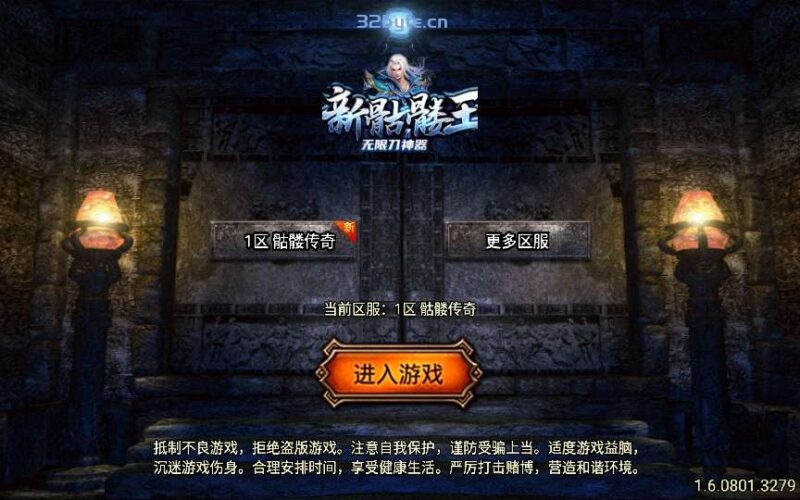 32byte.cn
新骷髅王
无限刀神器
1区 骷髅传奇
新
更多区服
当前区服：1区 骷髅传奇
进入游戏
抵制不良游戏，拒绝盗版游戏。注意自我保护，谨防受骗上当。适度游戏益脑，
沉迷游戏伤身。合理安排时间，享受健康生活。严厉打击赌博，营造和谐环境。
1.6.0801.3279